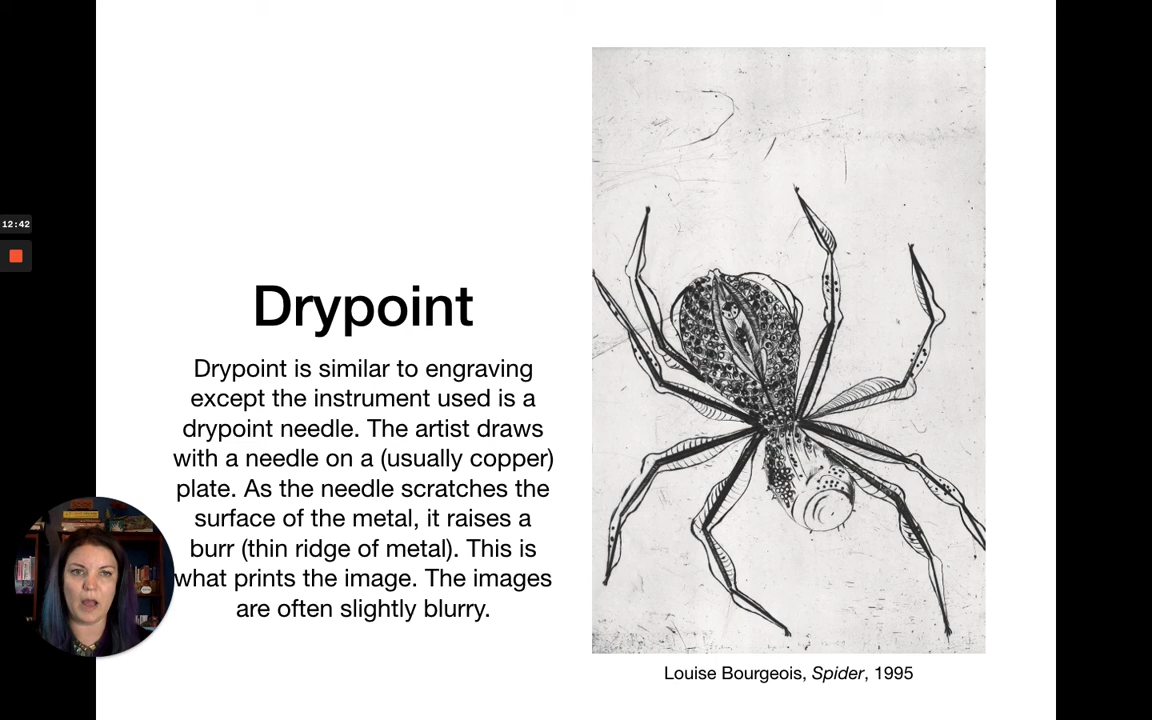 12:42
Drypoint
Drypoint is similar to engraving
except the instrument used is a
drypoint needle. The artist draws
with a needle on a (usually copper)
plate. As the needle scratches the
surface of the metal, it raises a
burr (thin ridge of metal). This is
what prints the image. The images
are often slightly blurry.
Louise Bourgeois, Spider, 1995